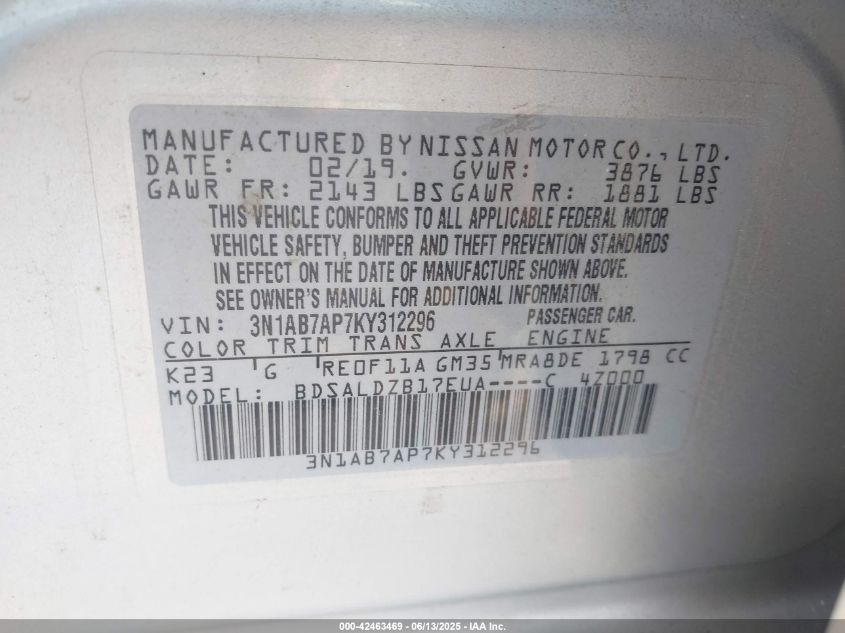 MANUFACTURED BY NISSAN MOTOR CO., LTD.
DATE: 02/19. GVWR: 3876 LBS
GAWR FR: 2143 LBS GAWR RR: 1881 LBS
THIS VEHICLE CONFORMS TO ALL APPLICABLE FEDERAL MOTOR
VEHICLE SAFETY, BUMPER AND THEFT PREVENTION STANDARDS
IN EFFECT ON THE DATE OF MANUFACTURE SHOWN ABOVE.
SEE OWNER'S MANUAL FOR ADDITIONAL INFORMATION.
VIN: 3N1AB7AP7KY312296 PASSENGER CAR.
COLOR TRIM TRANS AXLE ENGINE
K23 G RE0F11A GM35 MRA8DE 1798 CC
MODEL: BDSALDZB17EUA----C 4Z000
3N1AB7AP7KY312296
000-42463469 - 06/13/2025 - IAA Inc.